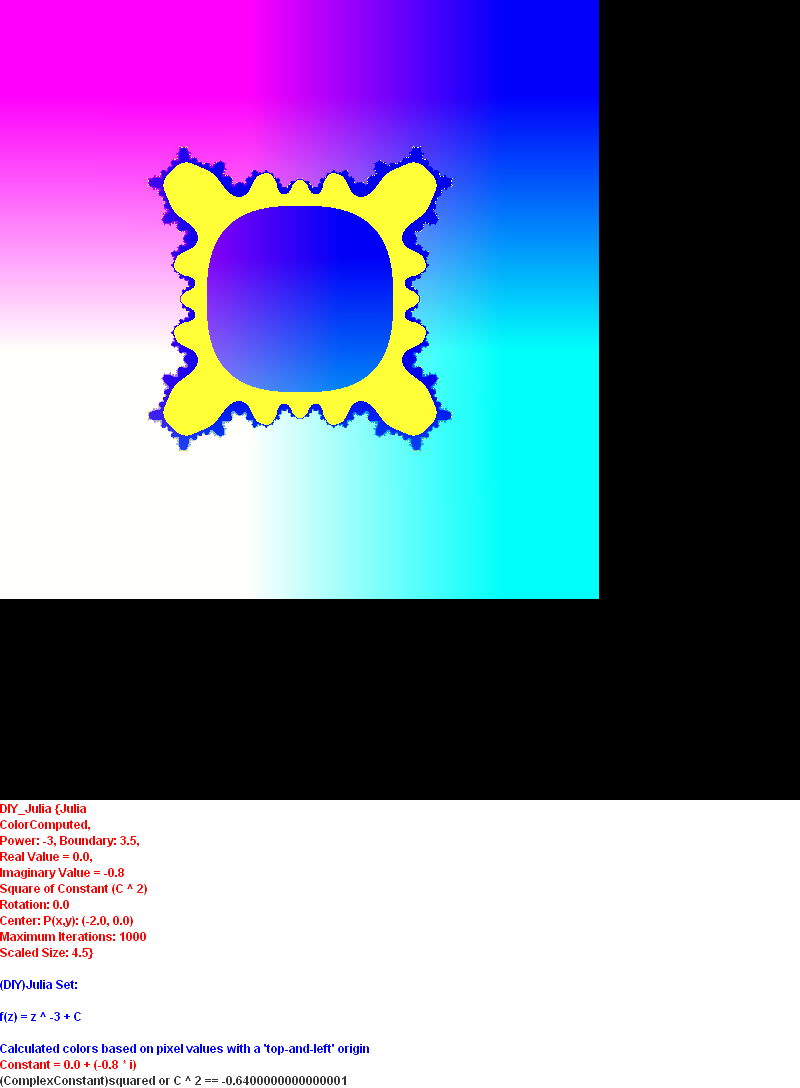 DIY_Julia {Julia
ColorComputed,
Power: -3, Boundary: 3.5,
Real Value = 0.0,
Imaginary Value = -0.8
Square of Constant (C ^ 2)
Rotation: 0.0
Center: P(x,y): (-2.0, 0.0)
Maximum Iterations: 1000
Scaled Size: 4.5}
(DIY)Julia Set:
f(z) = z ^ -3 + C
Calculated colors based on pixel values with a 'top-and-left' origin
Constant = 0.0 + (-0.8 * i)
(ComplexConstant)squared or C ^ 2 == -0.6400000000000001